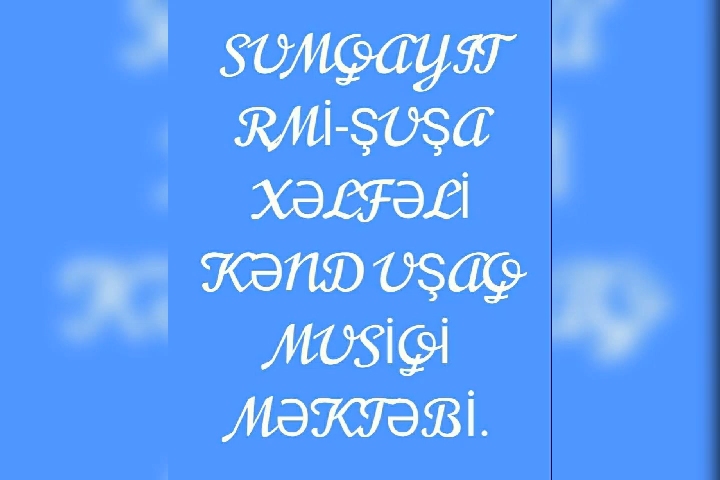 SUMQAYIT
RMİ-ŞUŞA
XƏLFƏLİ
KƏND UŞAQ
MUSİQİ
MƏKTƏBİ.